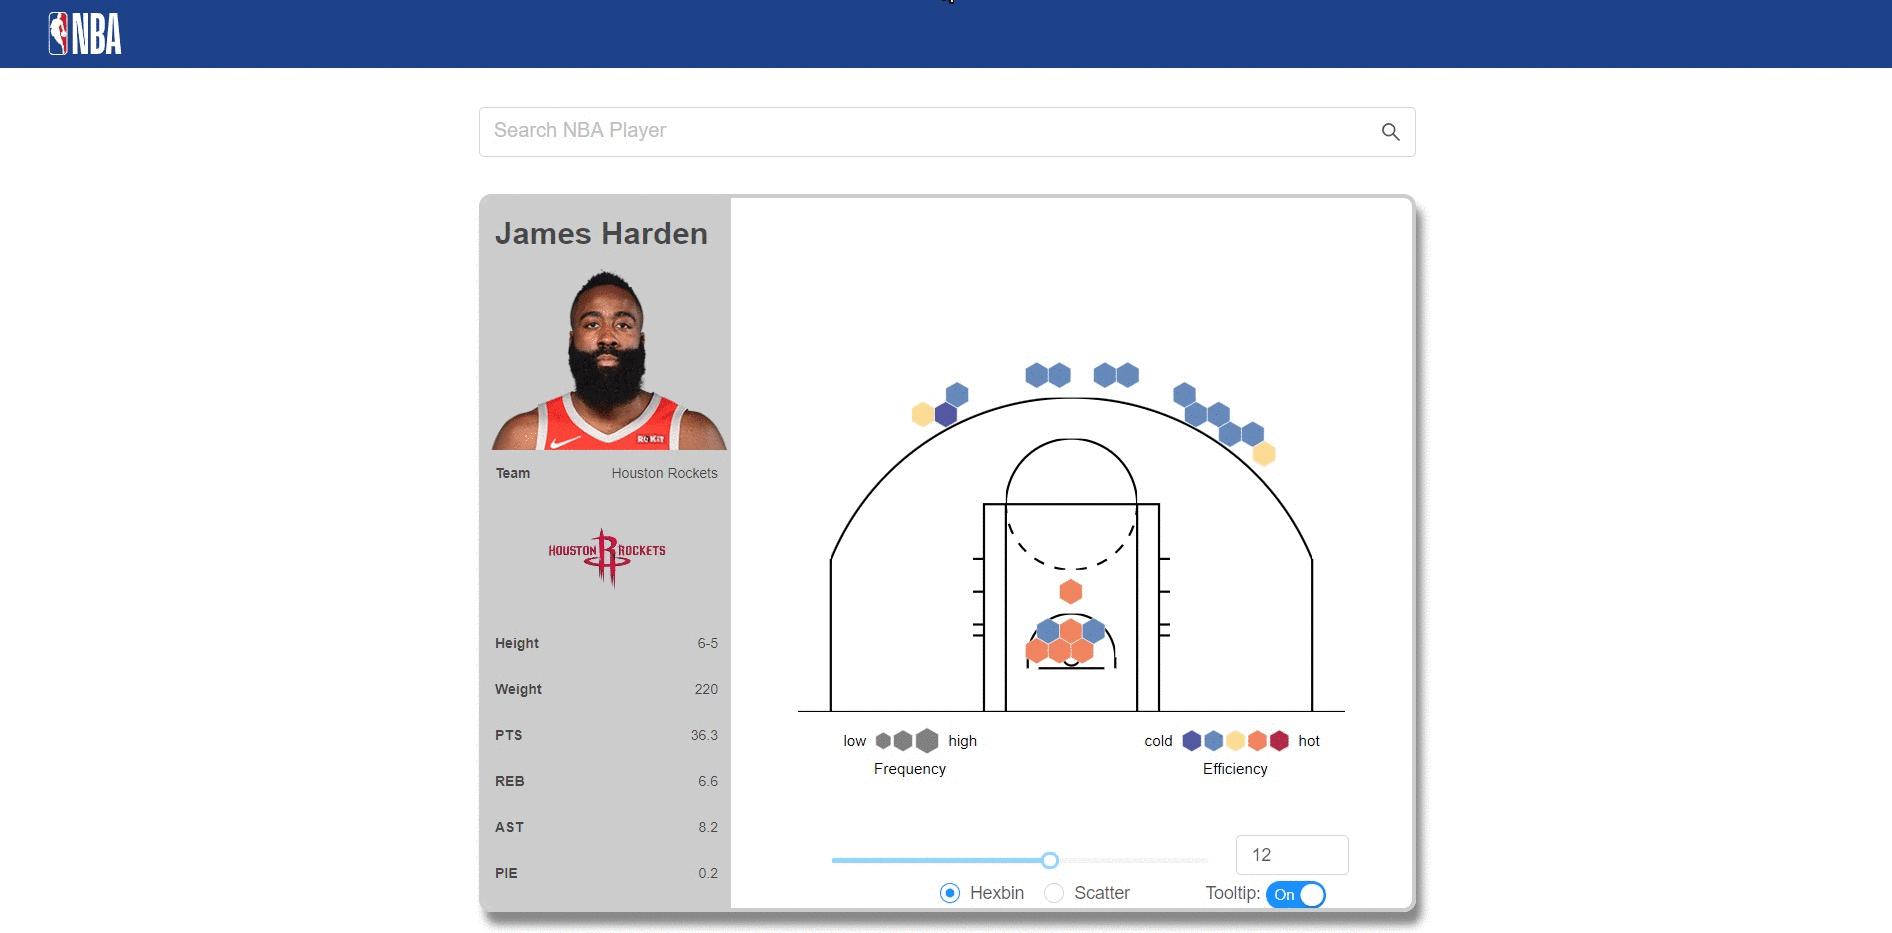 NBA
Search NBA Player
James Harden
ROKiT
Team Houston Rockets
HOUSTON ROCKETS
Height 6-5
Weight 220
PTS 36.3
REB 6.6
AST 8.2
PIE 0.2
low high
Frequency
cold hot
Efficiency
12
Hexbin Scatter Tooltip: On